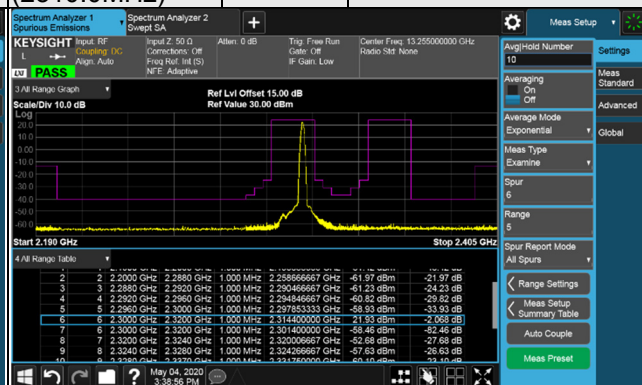 (2310.0MHz)
Spectrum Analyzer 1
Spurious Emissions
Spectrum Analyzer 2
Swept SA
Meas Setup
KEYSIGHT
L
LXI
PASS
Input: RF
Coupling: DC
Align: Auto
Input Z: 50 Ω
Corrections: Off
Freq Ref: Int (S)
NFE: Adaptive
Atten: 0 dB
Trig: Free Run
Gate: Off
IF Gain: Low
Center Freq: 13.255000000 GHz
Radio Std: None
3 All Range Graph
Scale/Div 10.0 dB
Ref Lvl Offset 15.00 dB
Ref Value 30.00 dBm
Log
20.0
10.0
0.00
-10.0
-20.0
-30.0
-40.0
-50.0
-60.0
Start 2.190 GHz
Stop 2.405 GHz
4 All Range Table
2 2 2.2000 GHz 2.2880 GHz 1.000 MHz 2.258666667 GHz -61.97 dBm -21.97 dB
3 3 2.2880 GHz 2.2920 GHz 1.000 MHz 2.290466667 GHz -61.23 dBm -24.23 dB
4 4 2.2920 GHz 2.2960 GHz 1.000 MHz 2.294846667 GHz -60.82 dBm -29.82 dB
5 5 2.2960 GHz 2.3000 GHz 1.000 MHz 2.297853333 GHz -58.93 dBm -33.93 dB
6 6 2.3000 GHz 2.3200 GHz 1.000 MHz 2.314400000 GHz 21.93 dBm -2.068 dB
7 6 2.3000 GHz 2.3200 GHz 1.000 MHz 2.301400000 GHz -58.46 dBm -82.46 dB
8 7 2.3200 GHz 2.3240 GHz 1.000 MHz 2.320006667 GHz -52.68 dBm -27.68 dB
9 8 2.3240 GHz 2.3280 GHz 1.000 MHz 2.324266667 GHz -57.63 dBm -26.63 dB
Avg|Hold Number
10
Averaging
On
Off
Average Mode
Exponential
Meas Type
Examine
Spur
6
Range
5
Spur Report Mode
All Spurs
Range Settings
Meas Setup
Summary Table
Auto Couple
Meas Preset
Settings
Meas
Standard
Advanced
Global
May 04, 2020
3:38:56 PM